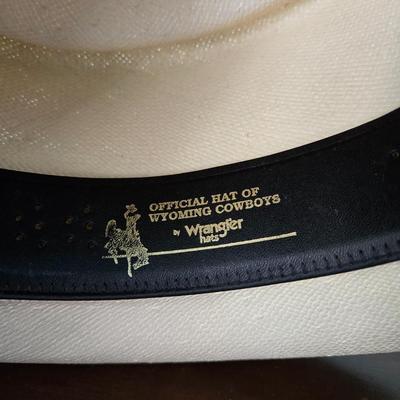 OFFICIAL HAT OF
WYOMING COWBOYS
by Wrangler
hats